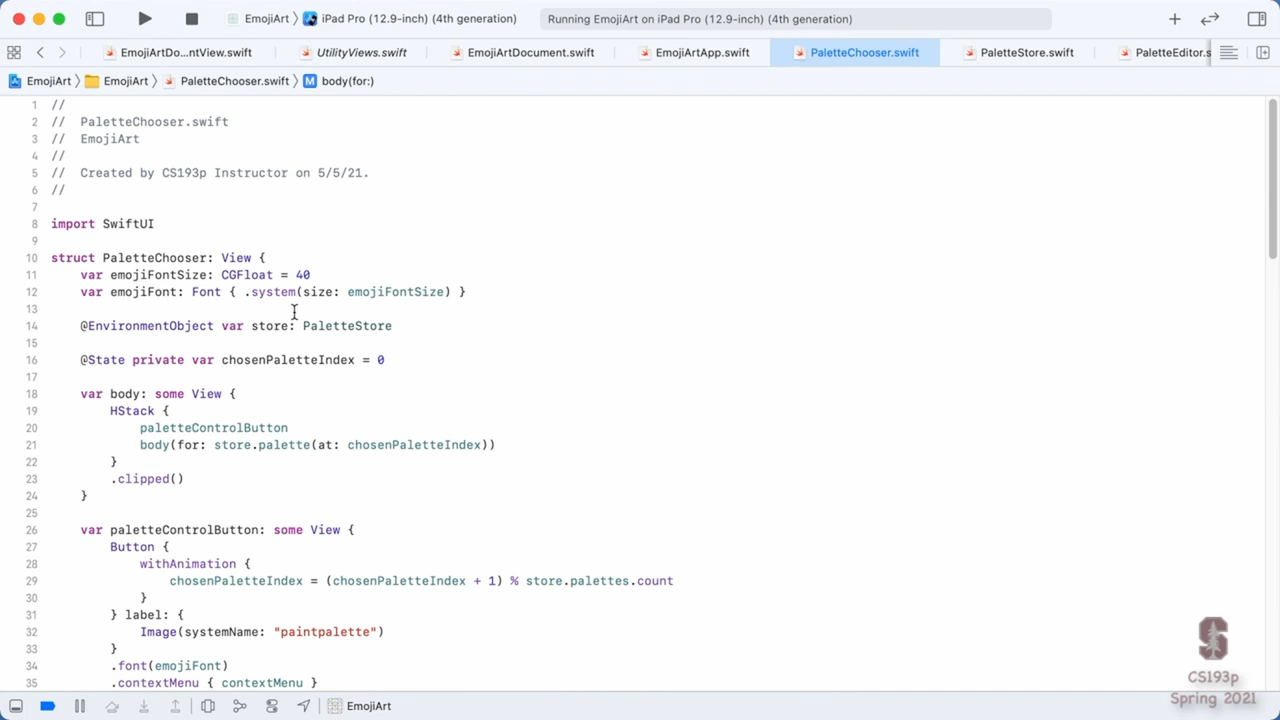 EmojiArt 〉 iPad Pro (12.9-inch) (4th generation)
Running EmojiArt on iPad Pro (12.9-inch) (4th generation)
EmojiArtDo...ntView.swift UtilityViews.swift EmojiArtDocument.swift EmojiArtApp.swift PaletteChooser.swift PaletteStore.swift PaletteEditor.s
EmojiArt 〉 EmojiArt 〉 PaletteChooser.swift 〉 M body(for:)
1 //
2 //  PaletteChooser.swift
3 //  EmojiArt
4 //
5 //  Created by CS193p Instructor on 5/5/21.
6 //
7
8 import SwiftUI
9
10 struct PaletteChooser: View {
11     var emojiFontSize: CGFloat = 40
12     var emojiFont: Font { .system(size: emojiFontSize) }
13
14     @EnvironmentObject var store: PaletteStore
15
16     @State private var chosenPaletteIndex = 0
17
18     var body: some View {
19         HStack {
20             paletteControlButton
21             body(for: store.palette(at: chosenPaletteIndex))
22         }
23         .clipped()
24     }
25
26     var paletteControlButton: some View {
27         Button {
28             withAnimation {
29                 chosenPaletteIndex = (chosenPaletteIndex + 1) % store.palettes.count
30             }
31         } label: {
32             Image(systemName: "paintpalette")
33         }
34         .font(emojiFont)
35         .contextMenu { contextMenu }
S
CS193p
Spring 2021
EmojiArt